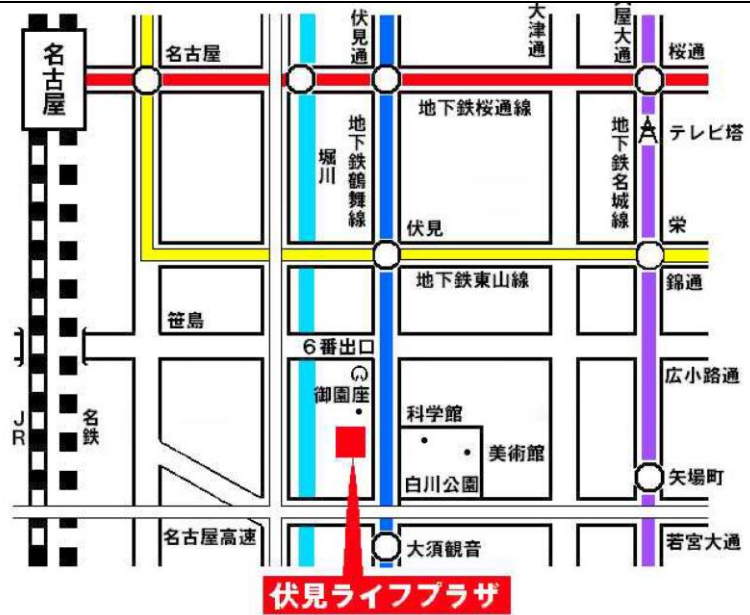 伏見通
大津通
屋大通
名古屋
名古屋
桜通
地下鉄桜通線
テレビ塔
堀川
地下鉄鶴舞線
地下鉄名城線
伏見
栄
地下鉄東山線
錦通
笹島
6番出口
広小路通
御園座
JR
名鉄
科学館
美術館
白川公園
矢場町
名古屋高速
大須観音
若宮大通
伏見ライフプラザ